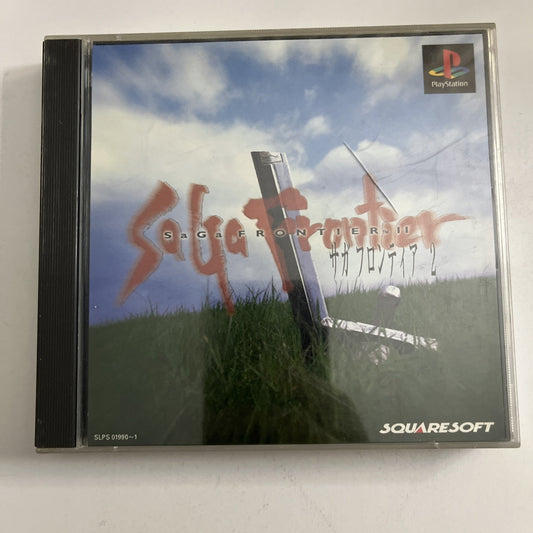 PlayStation
SaGa Frontier
SaGa FRONTIER II
サガ フロンティア 2
SLPS 01990~1
SQUARESOFT